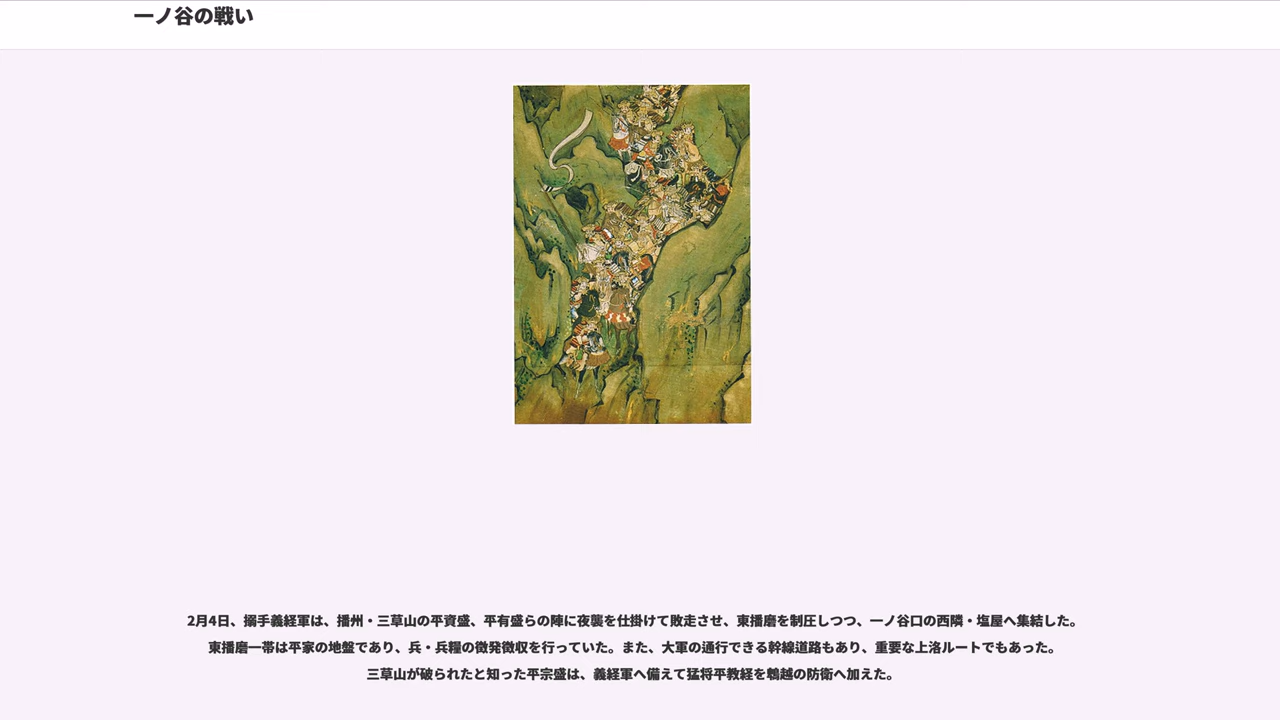 一ノ谷の戦い
2月4日、搦手義経軍は、播州・三草山の平資盛、平有盛らの陣に夜襲を仕掛けて敗走させ、東播磨を制圧しつつ、一ノ谷口の西隣・塩屋へ集結した。
東播磨一帯は平家の地盤であり、兵・兵糧の徴発徴収を行っていた。また、大軍の通行できる幹線道路もあり、重要な上洛ルートでもあった。
三草山が破られたと知った平宗盛は、義経軍へ備えて猛将平教経を鵯越の防衛へ加えた。